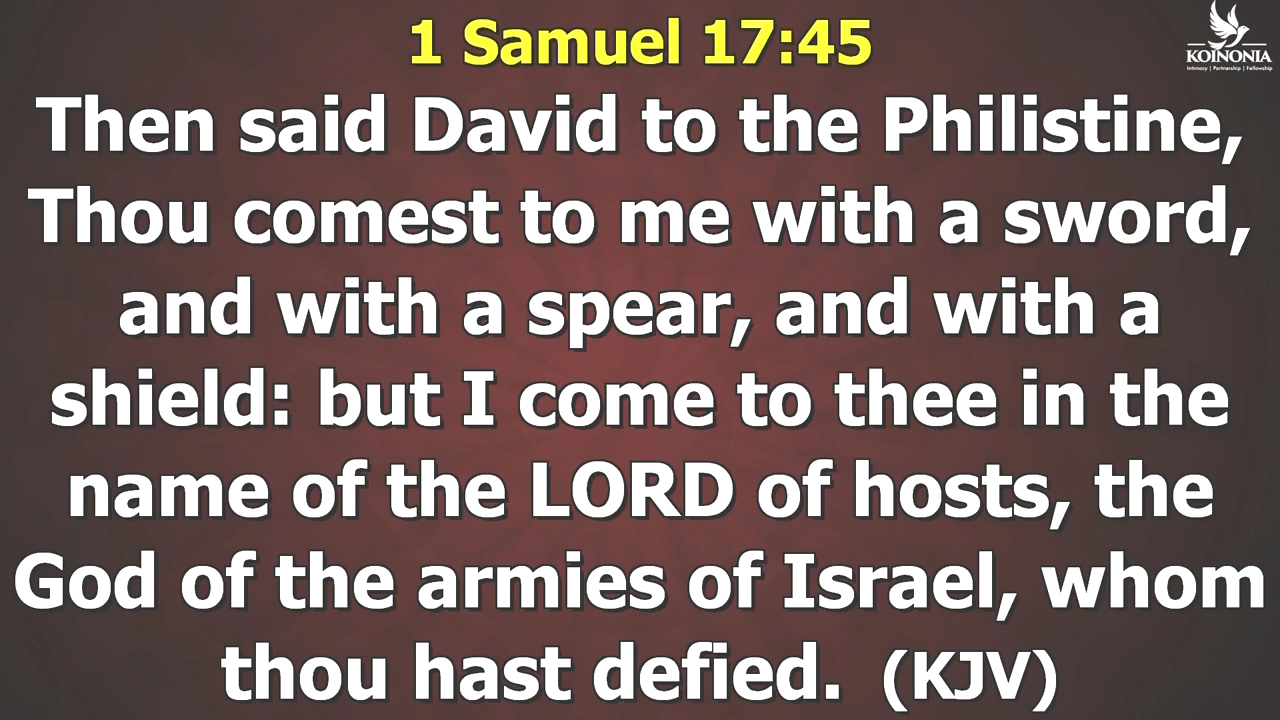 1 Samuel 17:45
KOINONIA
Intimacy | Partnership | Fellowship
Then said David to the Philistine,
Thou comest to me with a sword,
and with a spear, and with a
shield: but I come to thee in the
name of the LORD of hosts, the
God of the armies of Israel, whom
thou hast defied. (KJV)